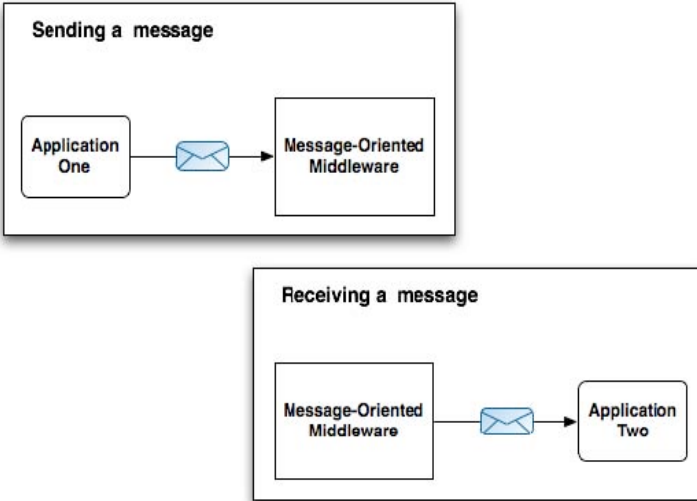 Sending a message
Application
One
Message-Oriented
Middleware
Receiving a message
Message-Oriented
Middleware
Application
Two